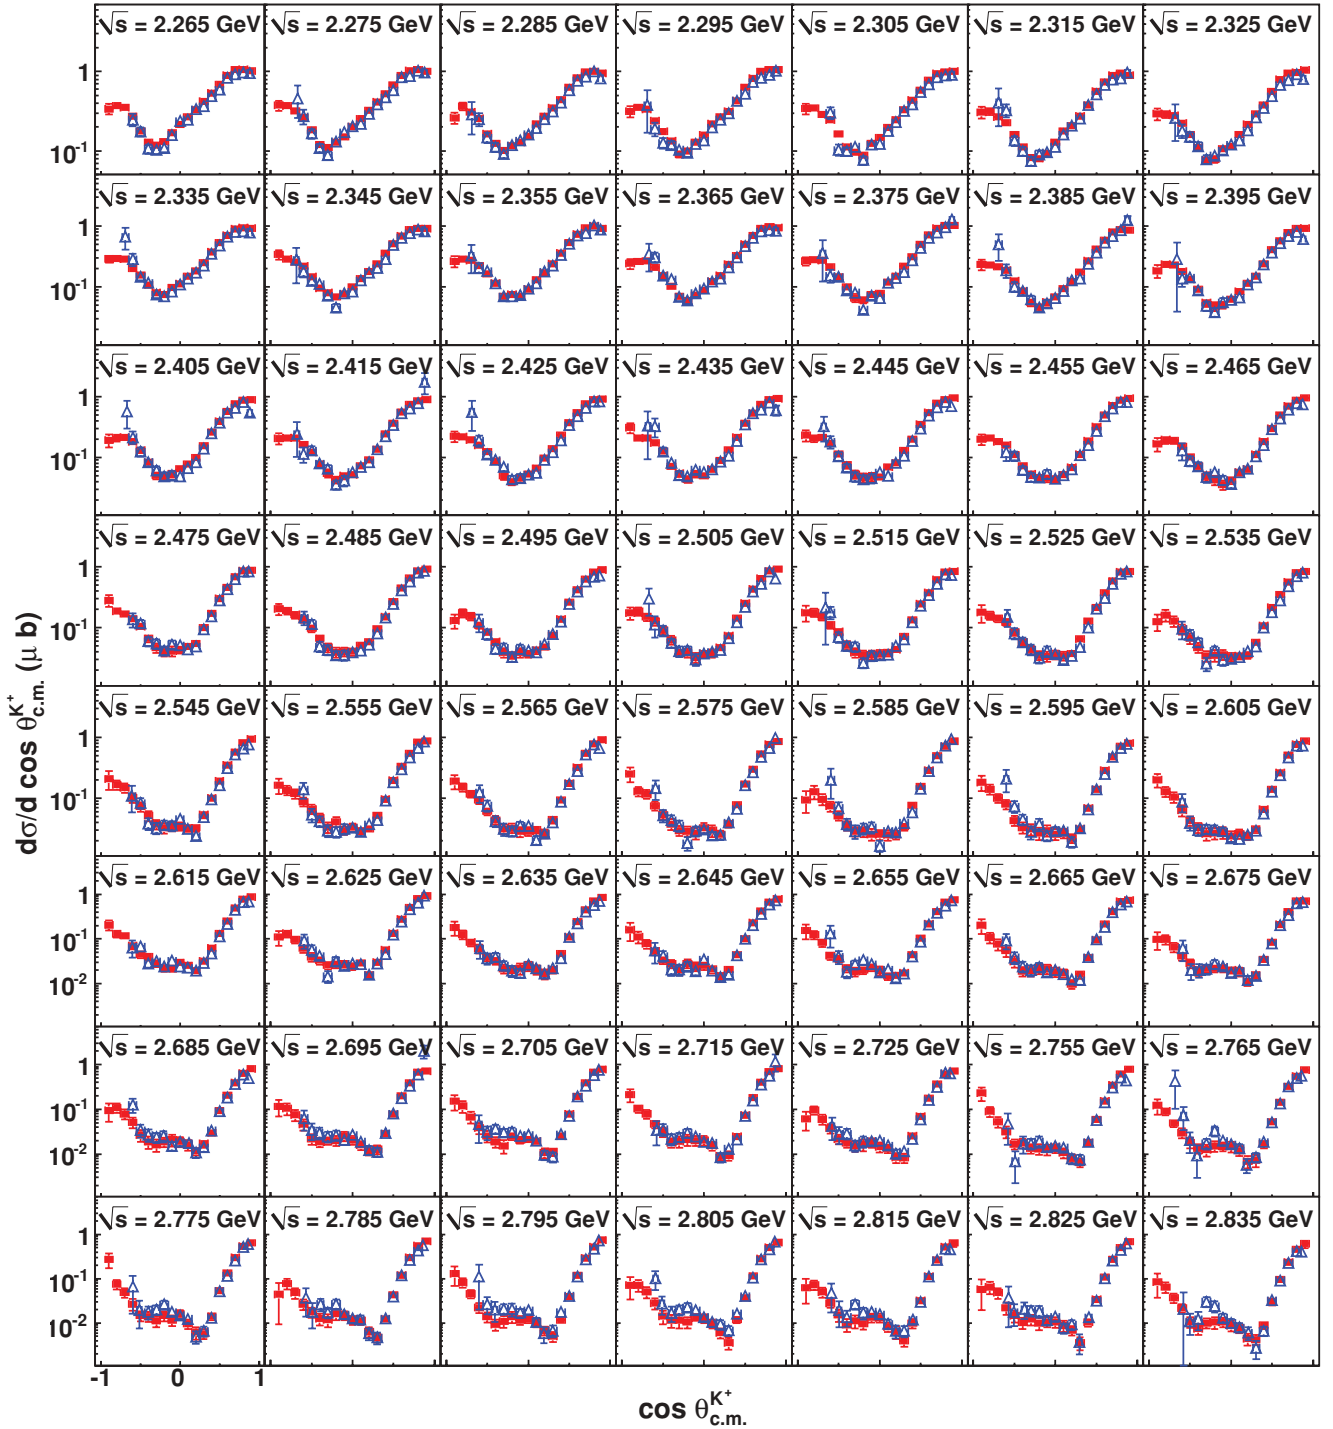 √s = 2.265 GeV √s = 2.275 GeV √s = 2.285 GeV √s = 2.295 GeV √s = 2.305 GeV √s = 2.315 GeV √s = 2.325 GeV
1
10⁻¹
√s = 2.335 GeV √s = 2.345 GeV √s = 2.355 GeV √s = 2.365 GeV √s = 2.375 GeV √s = 2.385 GeV √s = 2.395 GeV
1
10⁻¹
√s = 2.405 GeV √s = 2.415 GeV √s = 2.425 GeV √s = 2.435 GeV √s = 2.445 GeV √s = 2.455 GeV √s = 2.465 GeV
1
10⁻¹
√s = 2.475 GeV √s = 2.485 GeV √s = 2.495 GeV √s = 2.505 GeV √s = 2.515 GeV √s = 2.525 GeV √s = 2.535 GeV
1
10⁻¹
dσ/d cos θ_{c.m.}^{K⁺} (μ b)
√s = 2.545 GeV √s = 2.555 GeV √s = 2.565 GeV √s = 2.575 GeV √s = 2.585 GeV √s = 2.595 GeV √s = 2.605 GeV
1
10⁻¹
√s = 2.615 GeV √s = 2.625 GeV √s = 2.635 GeV √s = 2.645 GeV √s = 2.655 GeV √s = 2.665 GeV √s = 2.675 GeV
1
10⁻¹
10⁻²
√s = 2.685 GeV √s = 2.695 GeV √s = 2.705 GeV √s = 2.715 GeV √s = 2.725 GeV √s = 2.755 GeV √s = 2.765 GeV
1
10⁻¹
10⁻²
√s = 2.775 GeV √s = 2.785 GeV √s = 2.795 GeV √s = 2.805 GeV √s = 2.815 GeV √s = 2.825 GeV √s = 2.835 GeV
1
10⁻¹
10⁻²
-1 0 1
cos θ_{c.m.}^{K⁺}